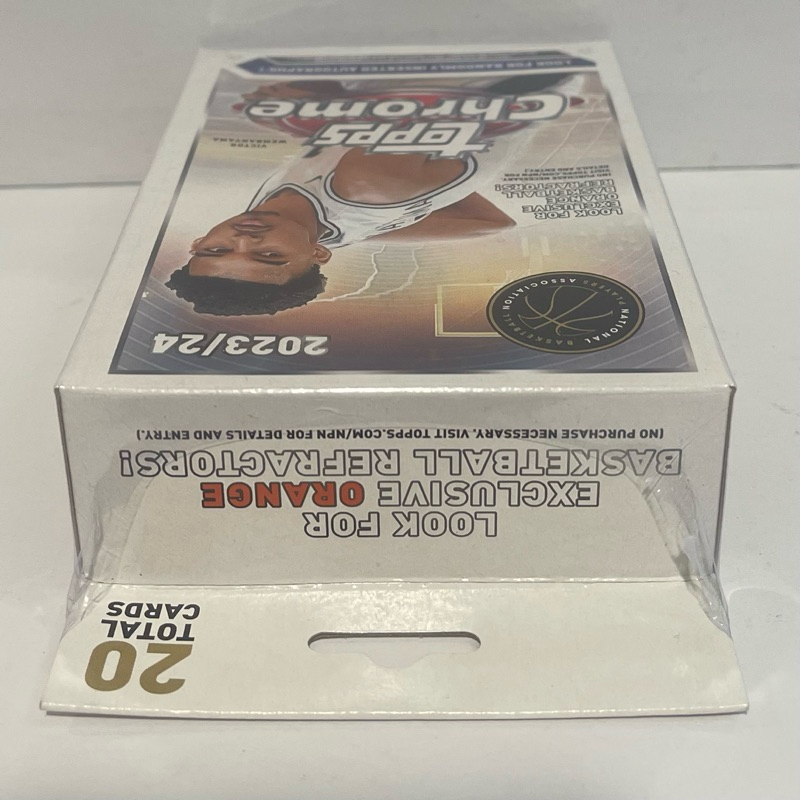 20
TOTAL
CARDS
LOOK FOR
EXCLUSIVE ORANGE
BASKETBALL REFRACTORS!
(NO PURCHASE NECESSARY. VISIT TOPPS.COM/NPN FOR DETAILS AND ENTRY.)
2023/24
NATIONAL BASKETBALL PLAYERS ASSOCIATION
LOOK FOR
EXCLUSIVE
ORANGE
BASKETBALL
REFRACTORS!
(NO PURCHASE NECESSARY.
VISIT TOPPS.COM/NPN FOR
DETAILS AND ENTRY.)
VICTOR
WEMBANYAMA
topps
Chrome
LOOK FOR RANDOMLY INSERTED AUTOGRAPHS!